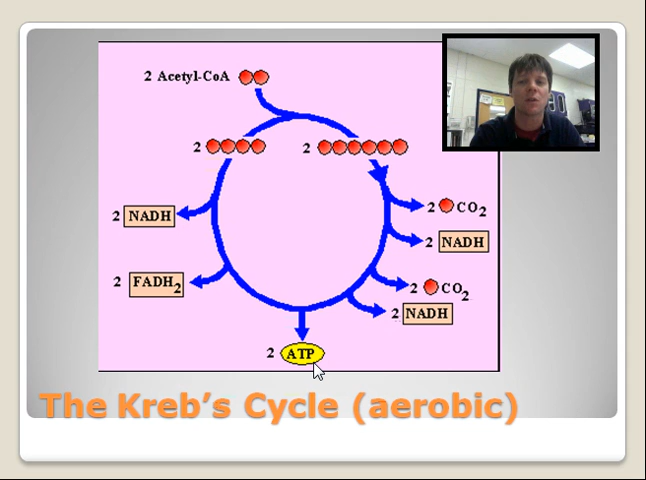 2 Acetyl-CoA
2
2
2 CO2
2 NADH
2 NADH
2 FADH2
2 CO2
2 NADH
2 ATP
The Kreb's Cycle (aerobic)